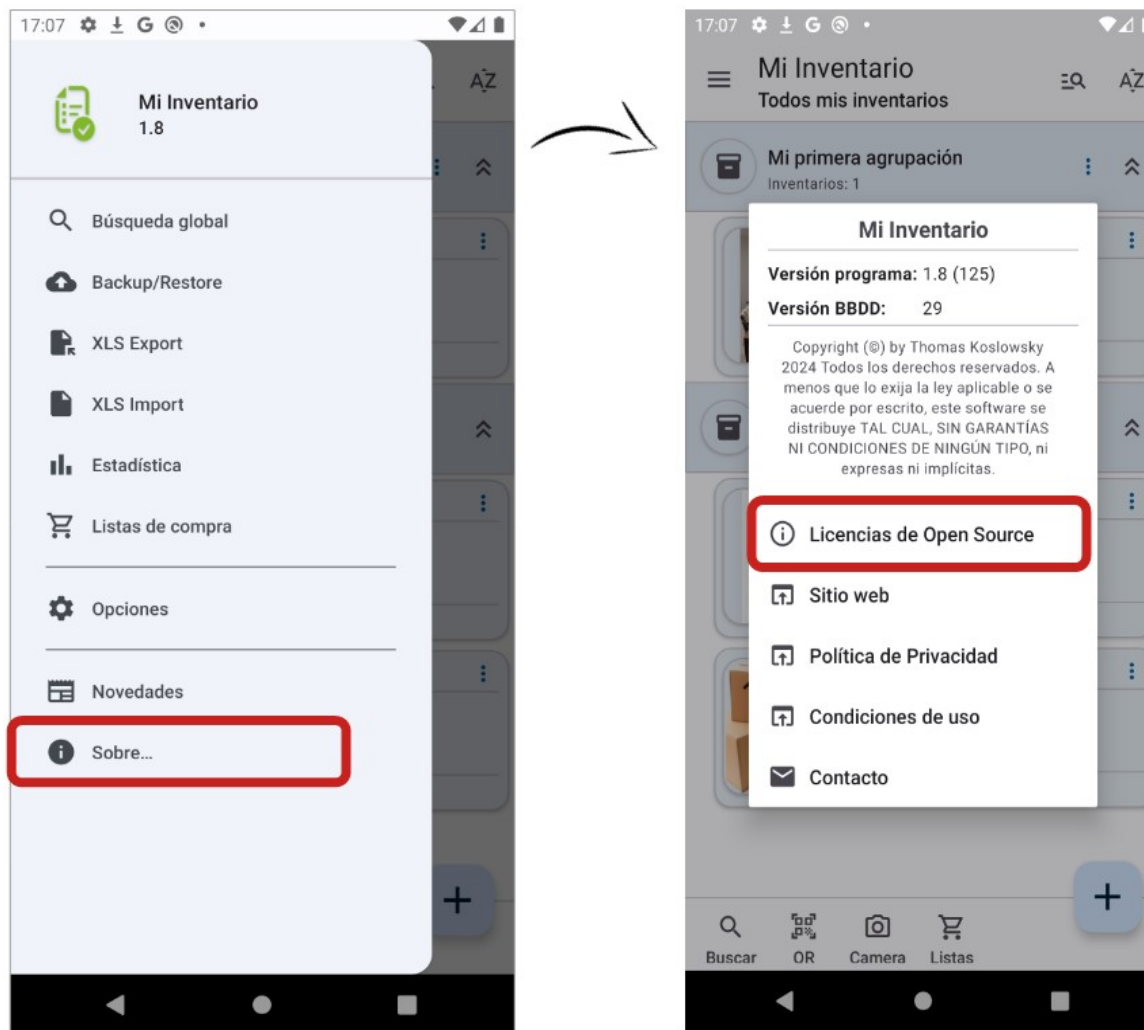 17:07
Mi Inventario
1.8
Búsqueda global
Backup/Restore
XLS Export
XLS Import
Estadística
Listas de compra
Opciones
Novedades
Sobre...
AZ
17:07
Mi Inventario
Todos mis inventarios
AZ
Mi primera agrupación
Inventarios: 1
Mi Inventario
Versión programa: 1.8 (125)
Versión BBDD: 29
Copyright (©) by Thomas Koslowsky
2024 Todos los derechos reservados. A
menos que lo exija la ley aplicable o se
acuerde por escrito, este software se
distribuye TAL CUAL, SIN GARANTÍAS
NI CONDICIONES DE NINGÚN TIPO, ni
expresas ni implícitas.
Licencias de Open Source
Sitio web
Política de Privacidad
Condiciones de uso
Contacto
Buscar QR Camera Listas